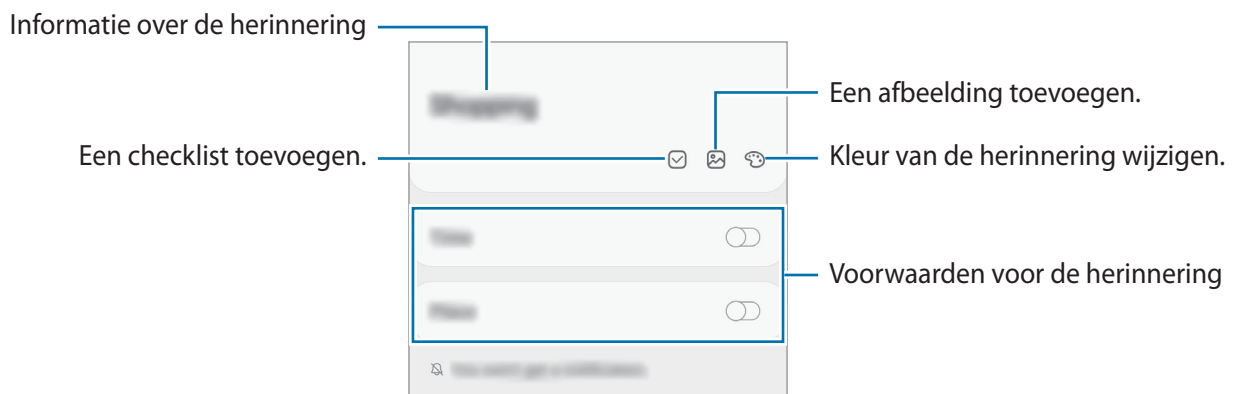 Informatie over de herinnering
Een afbeelding toevoegen.
Een checklist toevoegen.
Kleur van de herinnering wijzigen.
Voorwaarden voor de herinnering